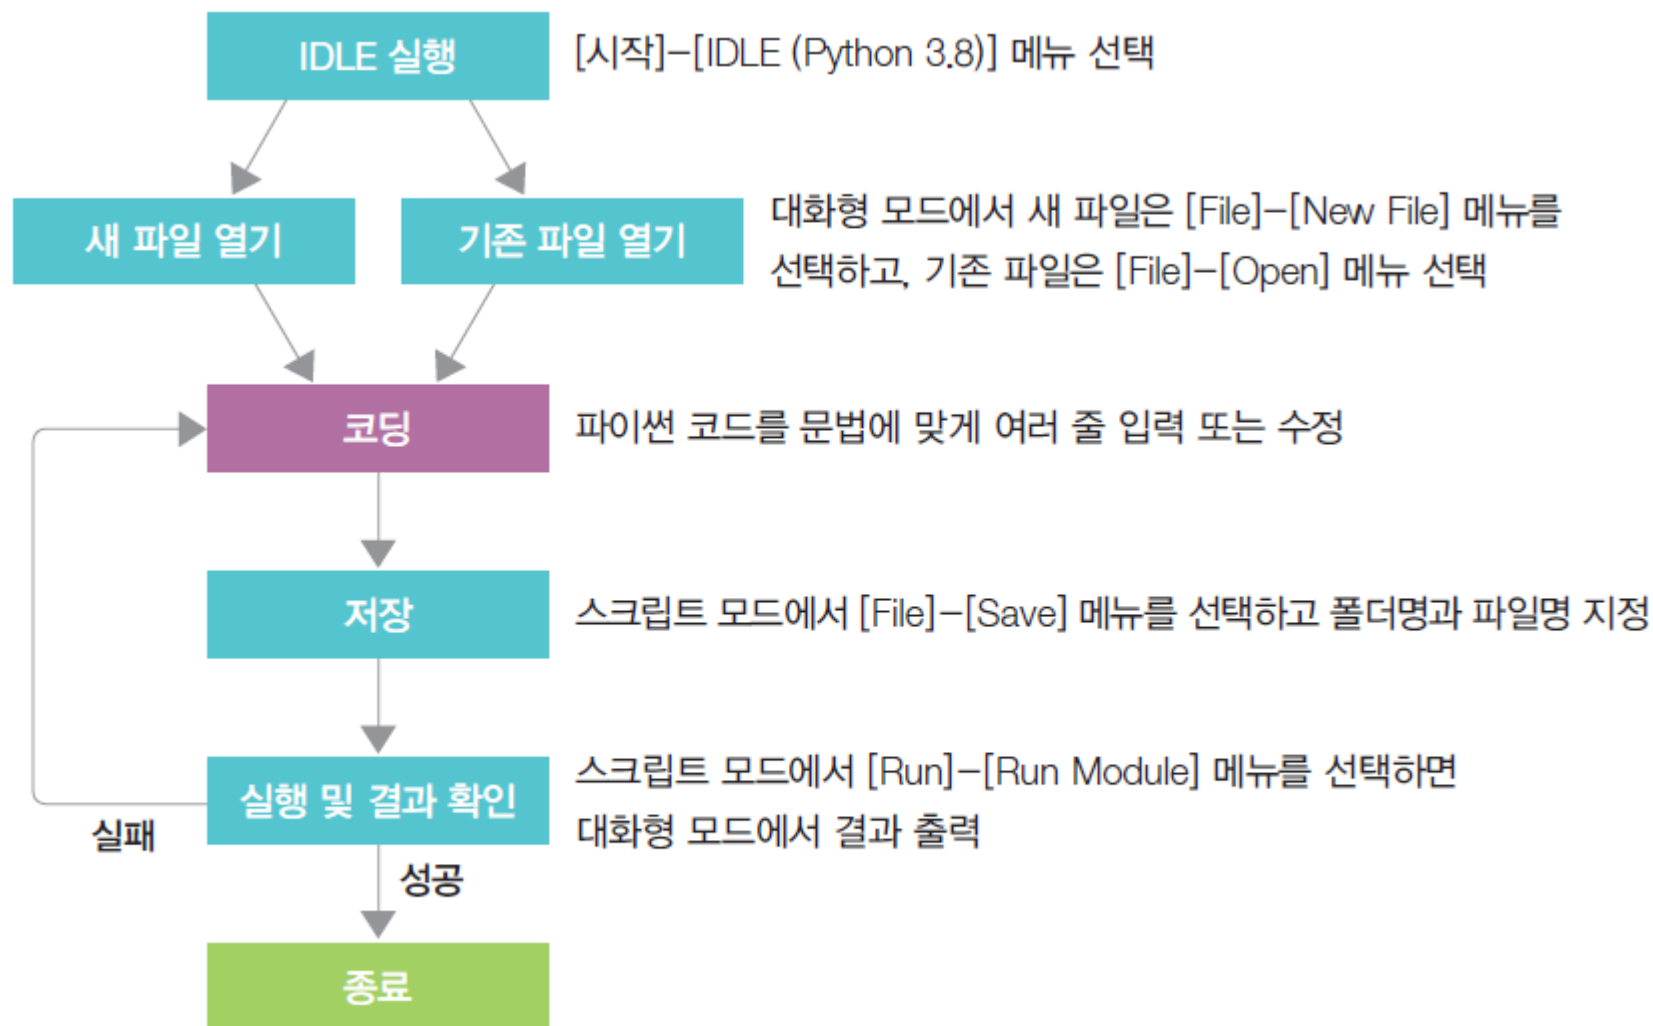 IDLE 실행
[시작]-[IDLE (Python 3.8)] 메뉴 선택
새 파일 열기
기존 파일 열기
대화형 모드에서 새 파일은 [File]-[New File] 메뉴를
선택하고, 기존 파일은 [File]-[Open] 메뉴 선택
코딩
파이썬 코드를 문법에 맞게 여러 줄 입력 또는 수정
저장
스크립트 모드에서 [File]-[Save] 메뉴를 선택하고 폴더명과 파일명 지정
실행 및 결과 확인
스크립트 모드에서 [Run]-[Run Module] 메뉴를 선택하면
대화형 모드에서 결과 출력
실패
성공
종료